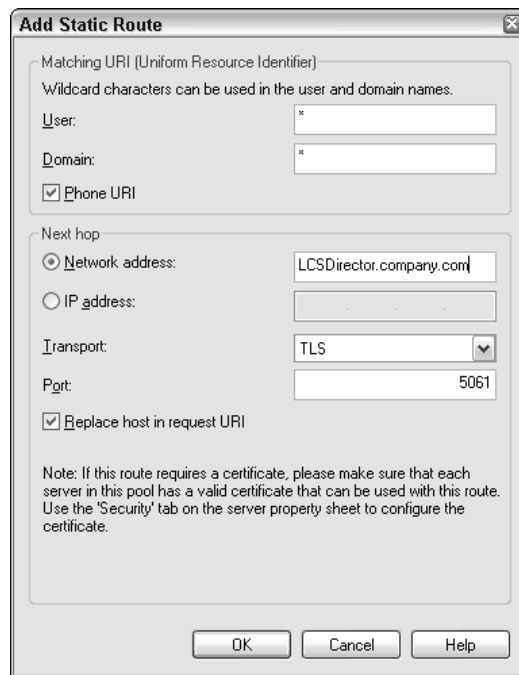 Add Static Route
Matching URI (Uniform Resource Identifier)
Wildcard characters can be used in the user and domain names.
User: *
Domain: *
Phone URI
Next hop
Network address: LCSDirector.company.com
IP address: . . .
Transport: TLS
Port: 5061
Replace host in request URI
Note: If this route requires a certificate, please make sure that each
server in this pool has a valid certificate that can be used with this route.
Use the 'Security' tab on the server property sheet to configure the
certificate.
OK Cancel Help